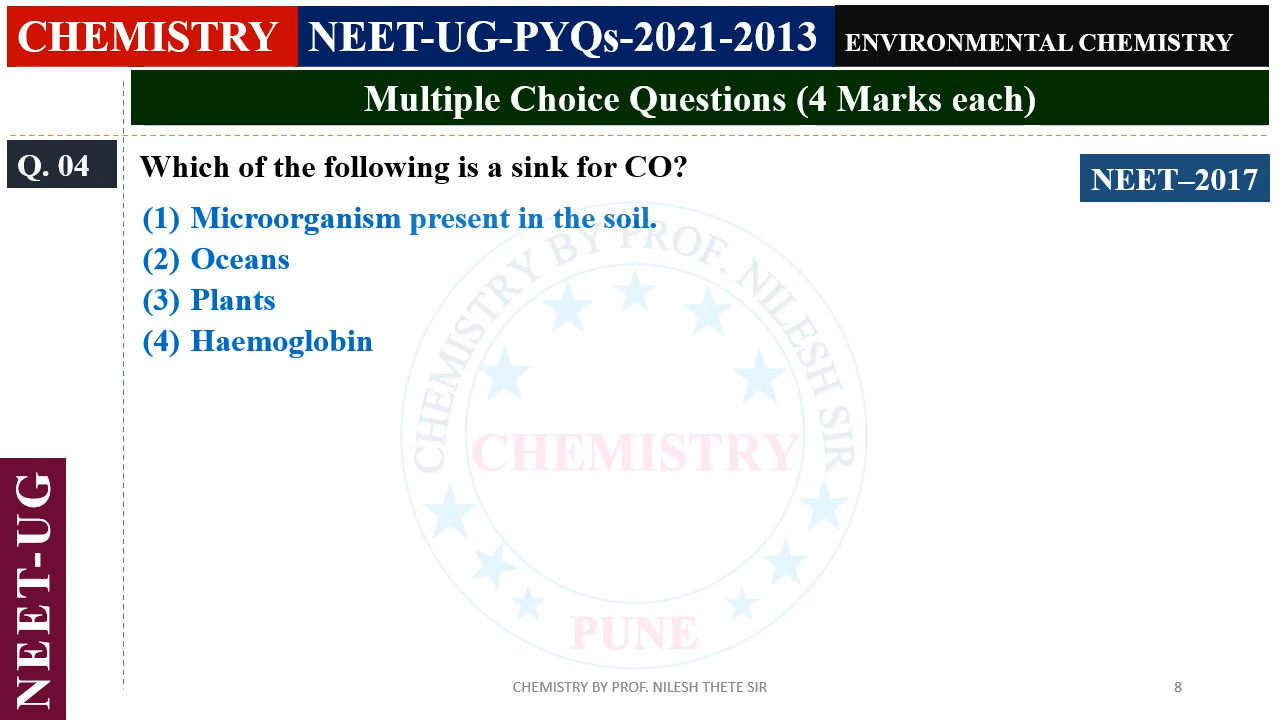 CHEMISTRY NEET-UG-PYQs-2021-2013 ENVIRONMENTAL CHEMISTRY
Multiple Choice Questions (4 Marks each)
Q. 04 Which of the following is a sink for CO?
NEET–2017
(1) Microorganism present in the soil.
(2) Oceans
(3) Plants
(4) Haemoglobin
CHEMISTRY BY PROF. NILESH SIR
CHEMISTRY
PUNE
NEET-UG
CHEMISTRY BY PROF. NILESH THETE SIR
8